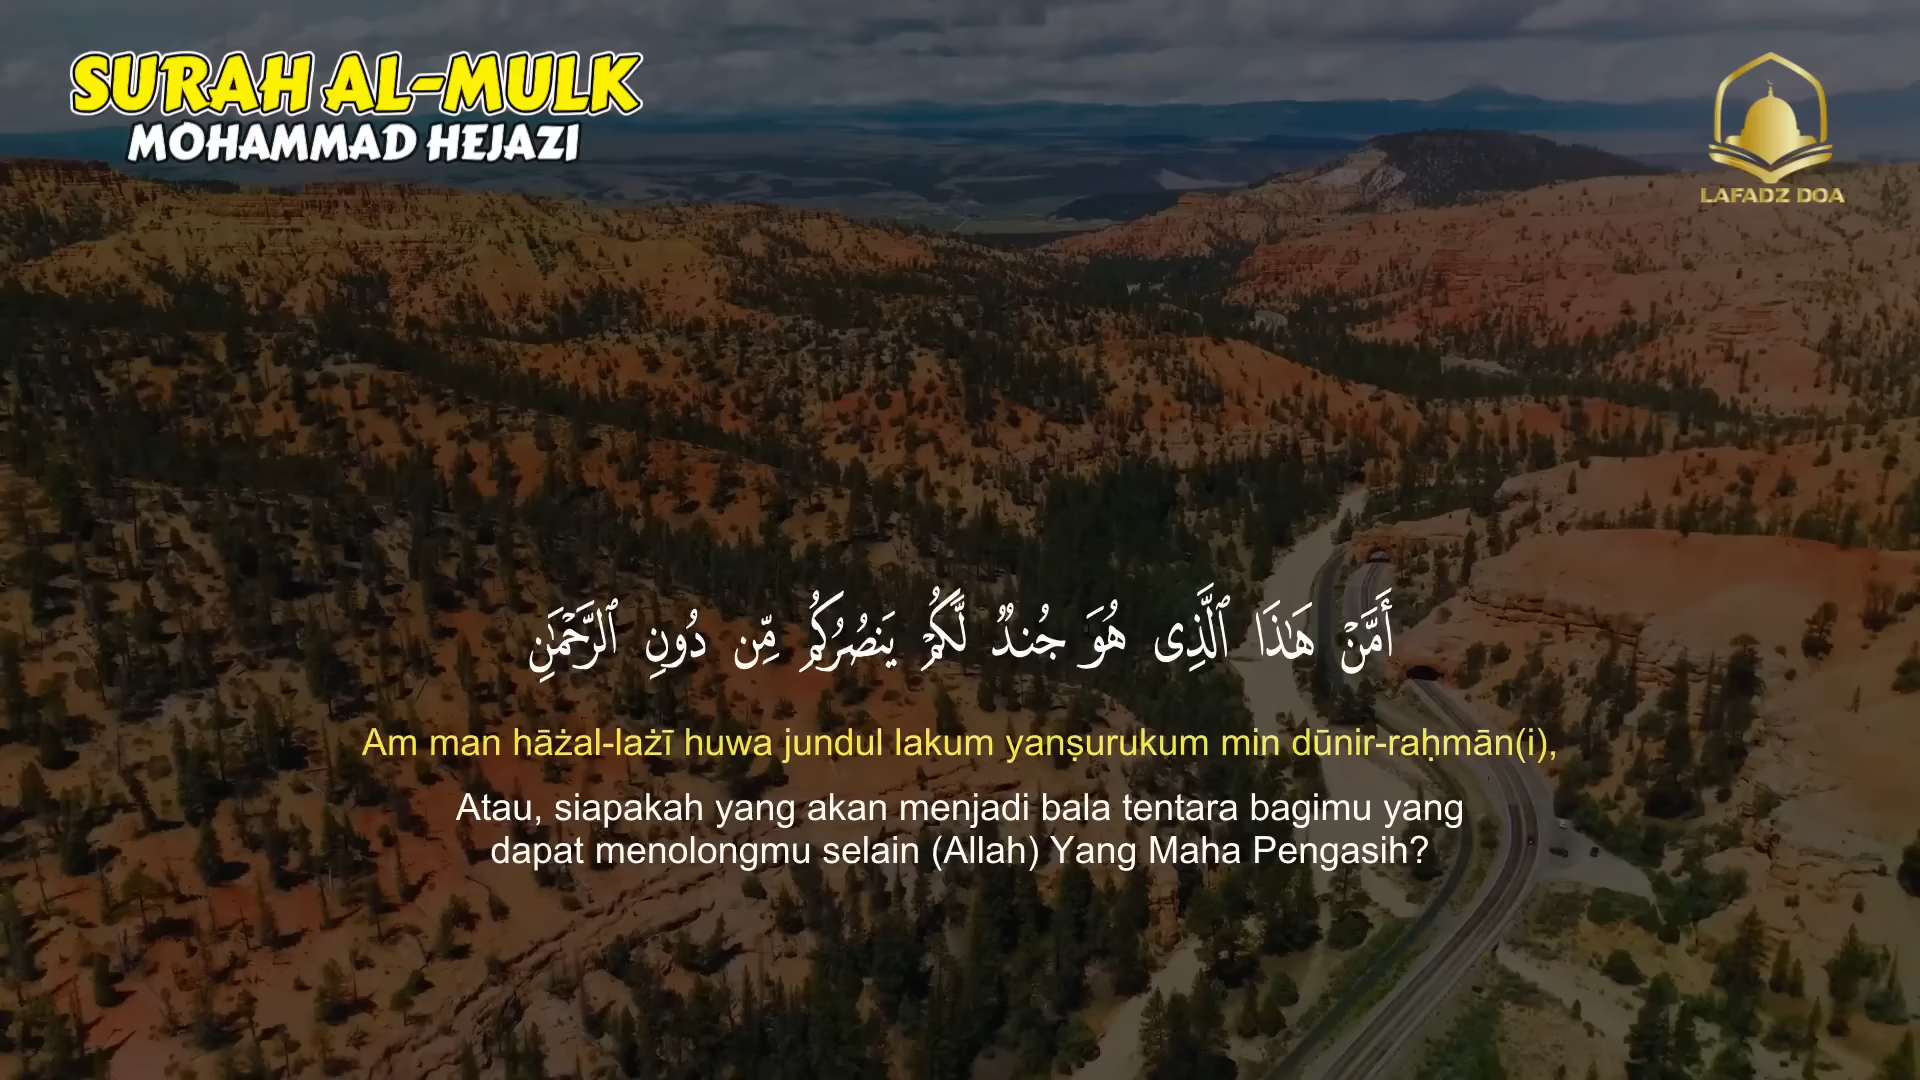 SURAH AL-MULK
MOHAMMAD HEJAZI
LAFADZ DOA
أَمَّنْ هَـٰذَا ٱلَّذِى هُوَ جُندٌ لَّكُمْ يَنصُرُكُم مِّن دُونِ ٱلرَّحْمَـٰنِ
Am man hāżal-lażī huwa jundul lakum yanṣurukum min dūnir-raḥmān(i),
Atau, siapakah yang akan menjadi bala tentara bagimu yang
dapat menolongmu selain (Allah) Yang Maha Pengasih?